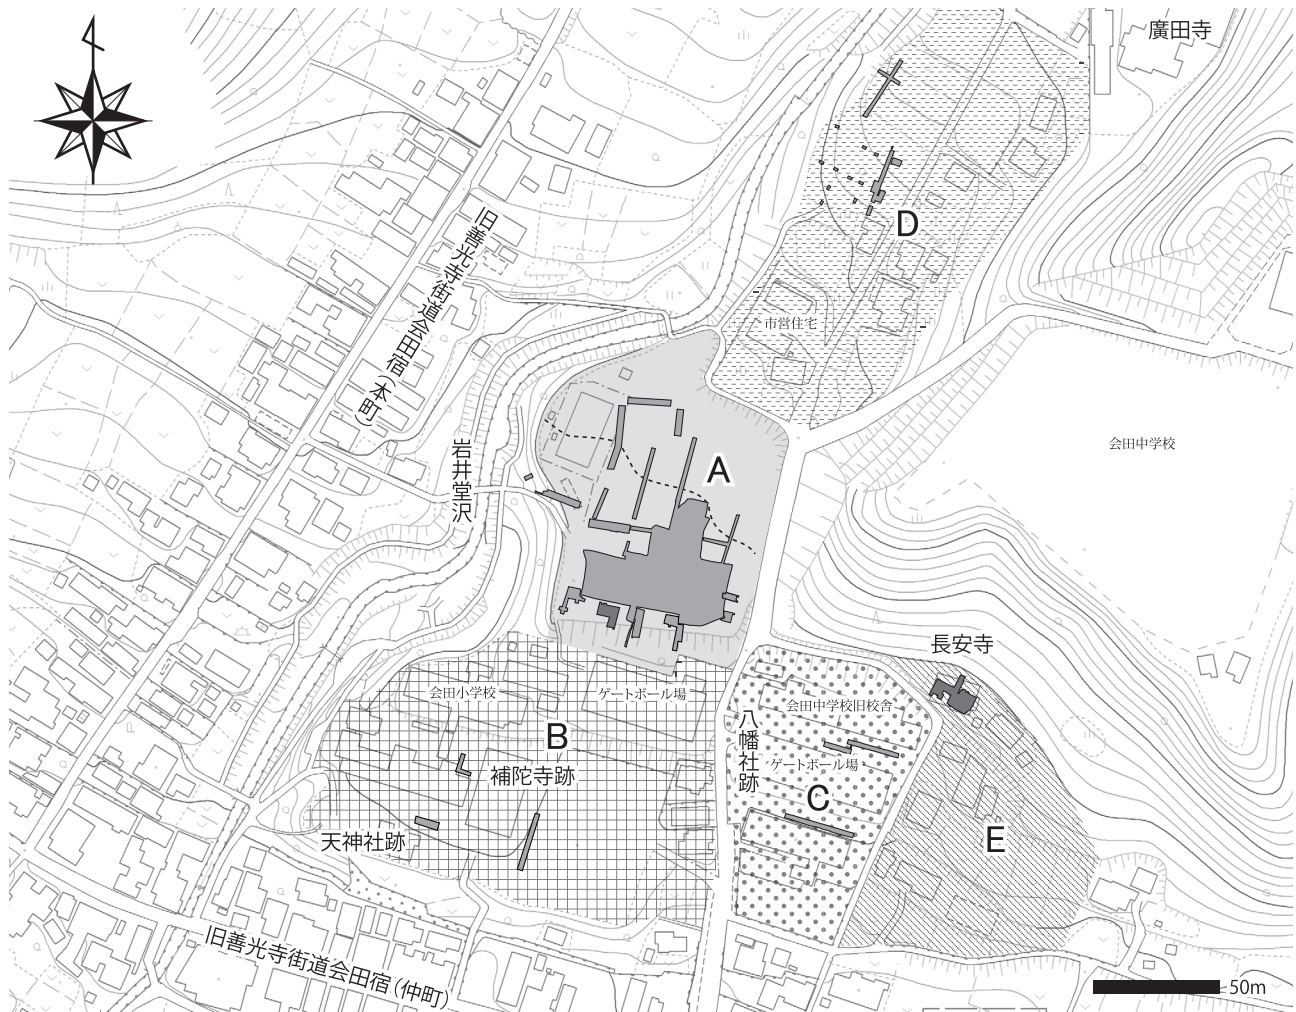 廣田寺
旧善光寺街道会田宿（本町）
D
市営住宅
岩井堂沢
A
会田中学校
長安寺
会田小学校
ゲートボール場
会田中学校旧校舎
八幡社跡
B
補陀寺跡
ゲートボール場
C
天神社跡
E
旧善光寺街道会田宿（仲町）
50m